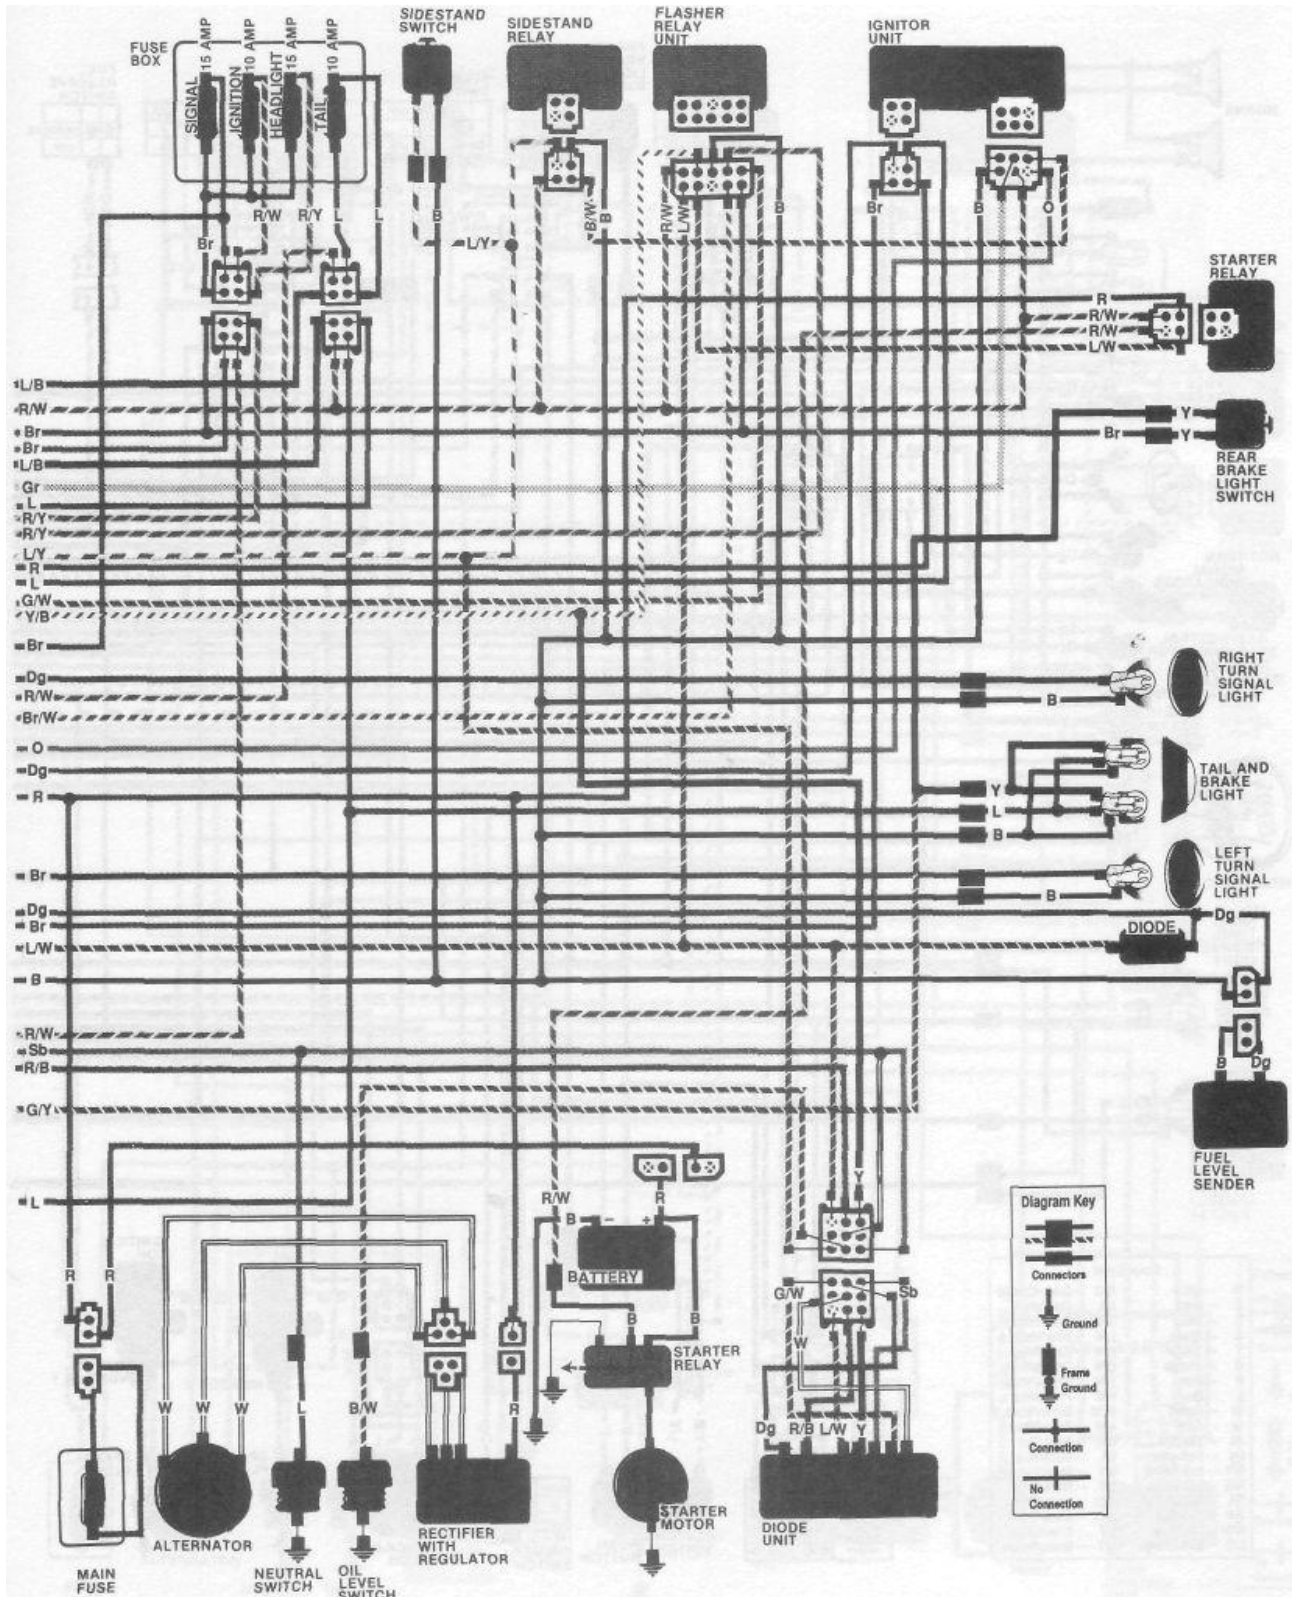 SIDESTAND
SWITCH
SIDESTAND
RELAY
FLASHER
RELAY
UNIT
IGNITOR
UNIT
FUSE
BOX
15 AMP
10 AMP
15 AMP
10 AMP
SIGNAL
IGNITION
HEADLIGHT
TAIL
R/W
R/Y
L
L
B
B/W
B
R/W
L/W
B
Br
B
O
Br
L/Y
STARTER
RELAY
R
R/W
R/W
L/W
L/B
R/W
Y
Br
Br
Y
Br
L/B
REAR
BRAKE
LIGHT
SWITCH
Gr
L
R/Y
R/Y
L/Y
R
L
G/W
Y/B
Br
RIGHT
TURN
SIGNAL
LIGHT
Dg
R/W
B
Br/W
O
Dg
TAIL AND
BRAKE
LIGHT
R
Y
L
B
LEFT
TURN
SIGNAL
LIGHT
Br
B
Dg
Dg
Br
DIODE
L/W
B
R/W
Sb
R/B
B
Dg
G/Y
FUEL
LEVEL
SENDER
Y
L
R/W
R
B
- +
Diagram Key
Connectors
Ground
Frame
Ground
Connection
No
Connection
R
R
BATTERY
G/W
Sb
B
B
W
STARTER
RELAY
W
W
W
L
B/W
R
Dg
R/B
L/W
Y
ALTERNATOR
RECTIFIER
WITH
REGULATOR
STARTER
MOTOR
DIODE
UNIT
MAIN
FUSE
NEUTRAL
SWITCH
OIL
LEVEL
SWITCH